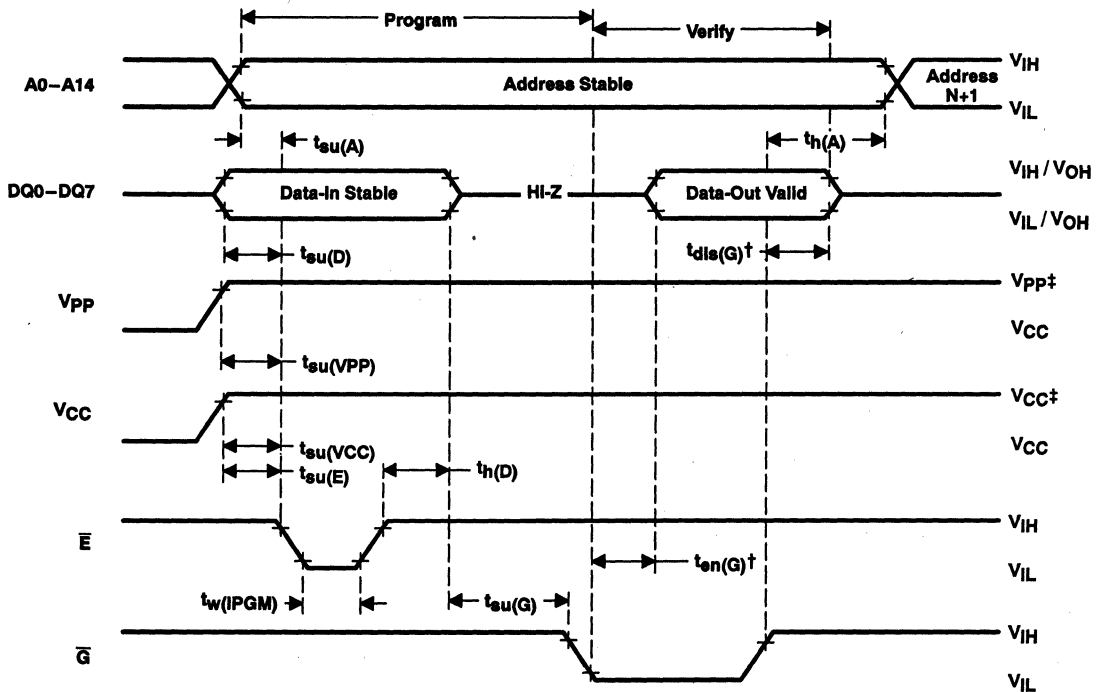 Program
Verify
A0–A14
Address Stable
VIH
Address
N+1
VIL
tsu(A)
th(A)
DQ0–DQ7
Data-In Stable
HI-Z
Data-Out Valid
VIH / VOH
VIL / VOH
tsu(D)
tdis(G)†
VPP
VPP‡
VCC
tsu(VPP)
VCC
VCC‡
VCC
tsu(VCC)
tsu(E)
th(D)
E̅
VIH
VIL
ten(G)†
tw(IPGM)
tsu(G)
G̅
VIH
VIL